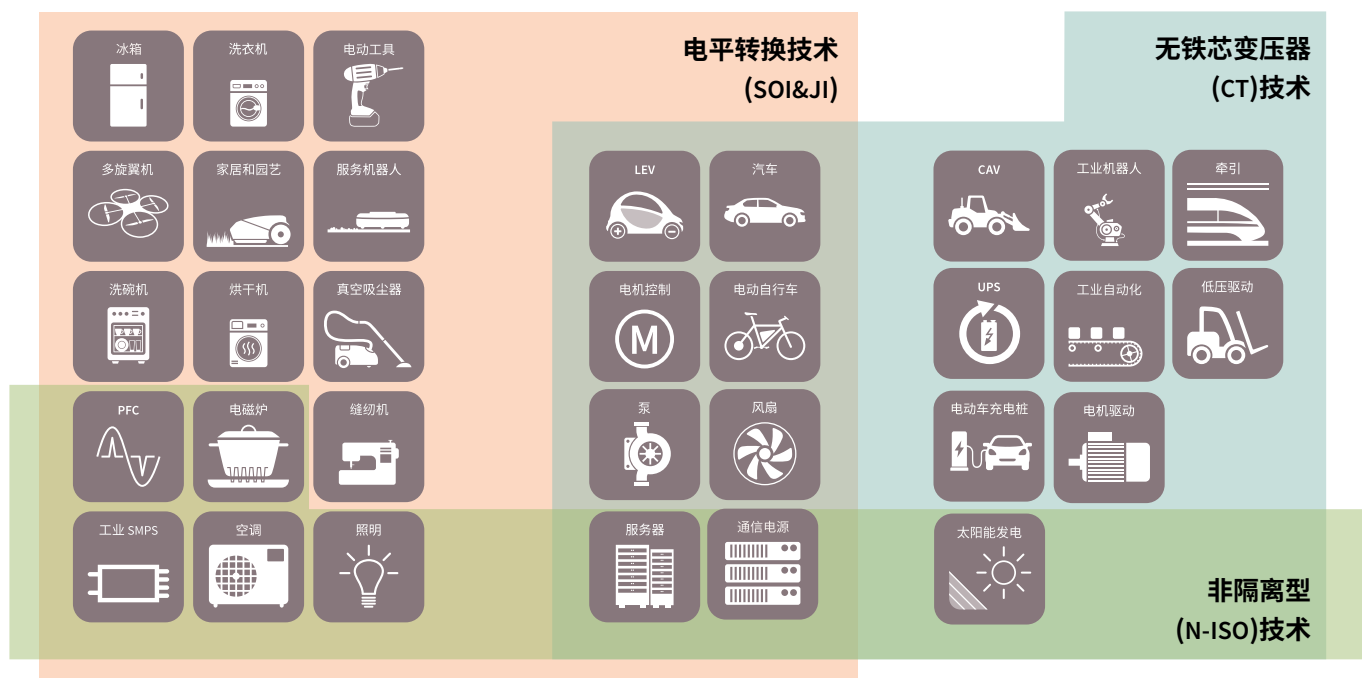 电平转换技术
(SOI&JI)
无铁芯变压器
(CT)技术
冰箱
洗衣机
电动工具
多旋翼机
家居和园艺
服务机器人
LEV
汽车
CAV
工业机器人
牵引
洗碗机
烘干机
真空吸尘器
电机控制
M
电动自行车
UPS
工业自动化
低压驱动
PFC
电磁炉
缝纫机
泵
风扇
电动车充电桩
电机驱动
工业 SMPS
空调
照明
服务器
通信电源
太阳能发电
非隔离型
(N-ISO)技术